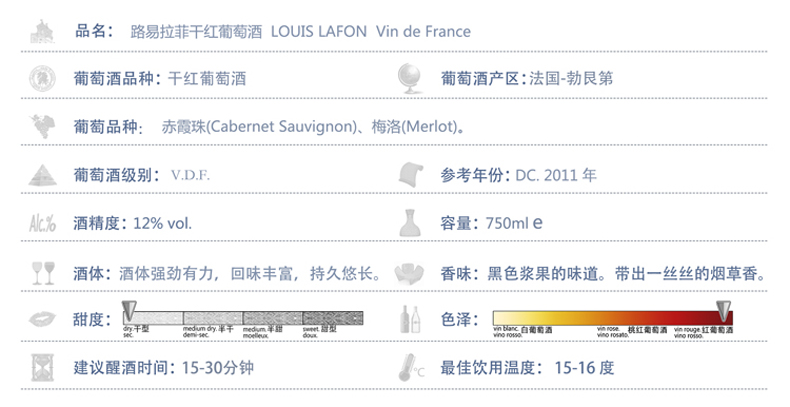 品名： 路易拉菲干红葡萄酒 LOUIS LAFON Vin de France
葡萄酒品种：干红葡萄酒
葡萄酒产区：法国-勃艮第
葡萄品种： 赤霞珠(Cabernet Sauvignon)、梅洛(Merlot)。
葡萄酒级别： V.D.F.
参考年份：DC. 2011 年
Alc.%
酒精度：12% vol.
容量：750ml e
酒体：酒体强劲有力，回味丰富，持久悠长。
香味：黑色浆果的味道。带出一丝丝的烟草香。
甜度：
dry.干型
sec.
medium dry.半干
demi-sec.
medium.半甜
moelleux.
sweet.甜型
doux.
色泽：
vin blanc.白葡萄酒
vino rosso.
vin rose.桃红葡萄酒
vino rosato.
vin rouge.红葡萄酒
vino rosso.
建议醒酒时间：15-30分钟
°C
最佳饮用温度： 15-16 度